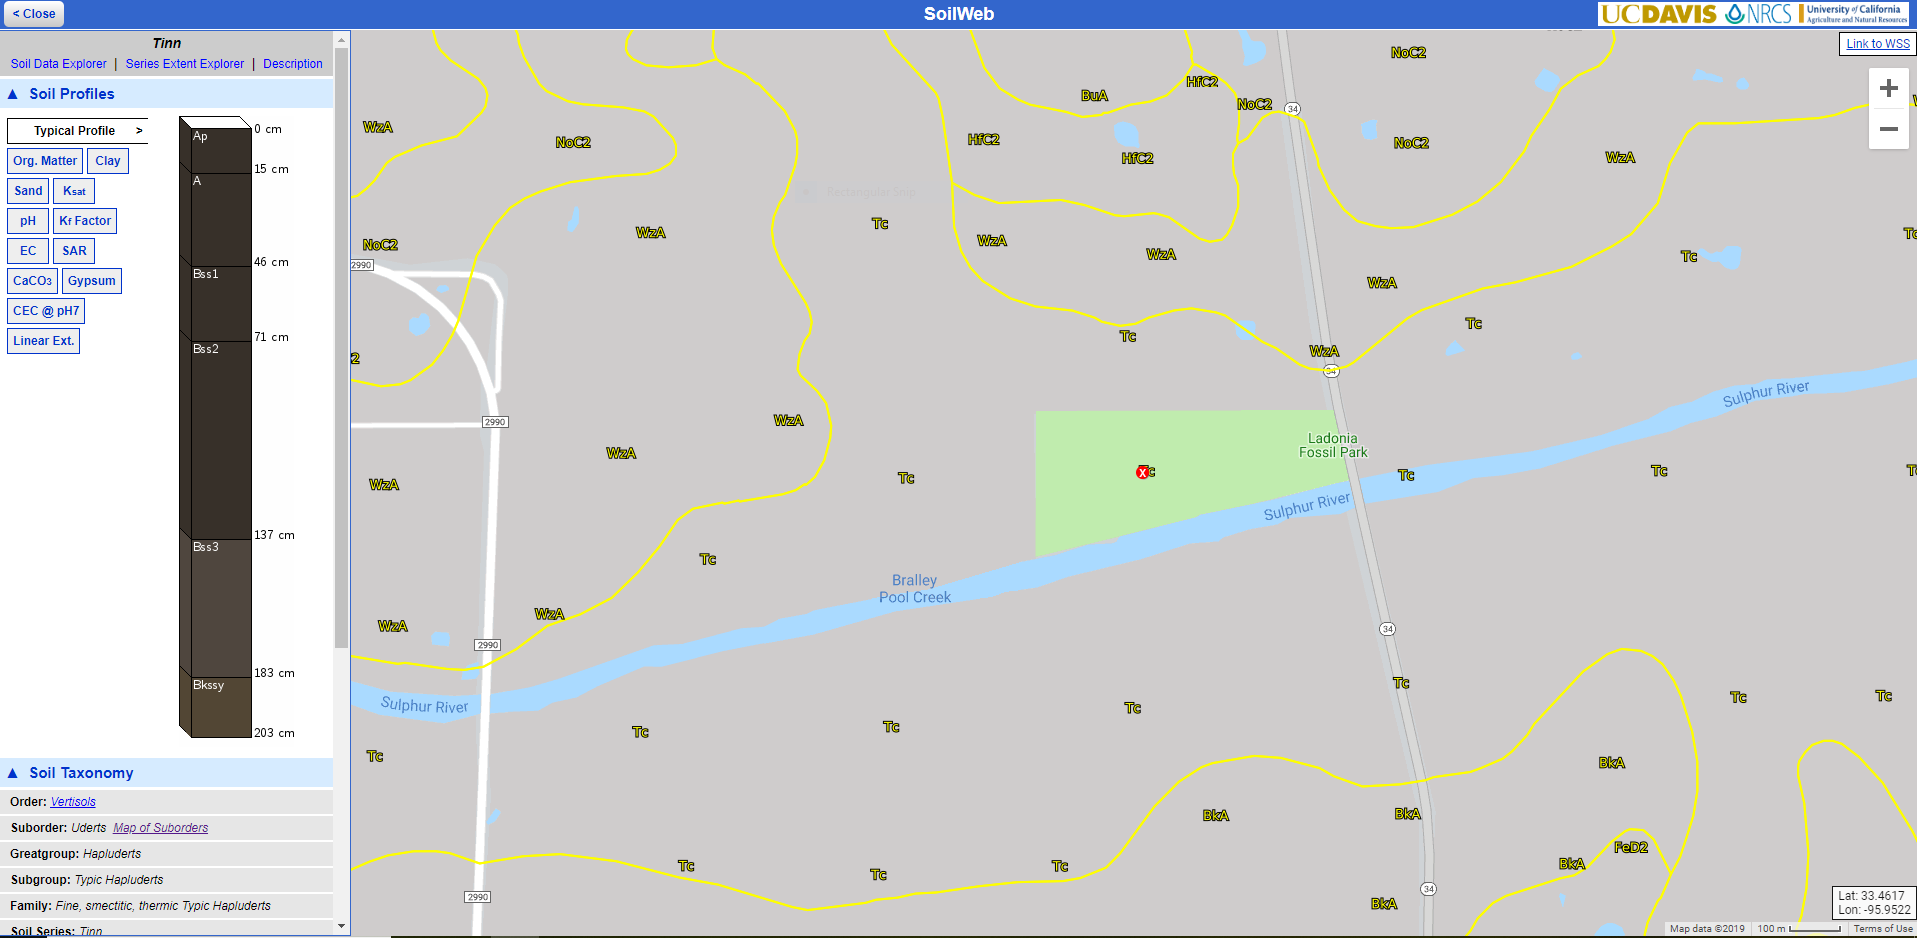 < Close
SoilWeb
UCDAVIS NRCS University of California
Agriculture and Natural Resources
Tinn
Soil Data Explorer | Series Extent Explorer | Description
▲ Soil Profiles
Typical Profile >
Org. Matter Clay
Sand Ksat
pH Kf Factor
EC SAR
CaCO3 Gypsum
CEC @ pH7
Linear Ext.
Ap 0 cm
A 15 cm
Bss1 46 cm
Bss2 71 cm
Bss3 137 cm
Bkssy 183 cm
203 cm
▲ Soil Taxonomy
Order: Vertisols
Suborder: Uderts Map of Suborders
Greatgroup: Hapluderts
Subgroup: Typic Hapluderts
Family: Fine, smectitic, thermic Typic Hapluderts
Soil Series: Tinn
Link to WSS
+
−
NoC2
HfC2
BuA
NoC2
34
WzA
NoC2
HfC2
HfC2
NoC2
WzA
Rectangular Snip
WzA
Tc
WzA
WzA
Tc
Tc
NoC2
2990
WzA
Tc
Tc
WzA
34
2
2990
WzA
WzA
Tc
WzA
Sulphur River
Ladonia
Fossil Park
X Tc
Tc
Tc
Tc
Sulphur River
Tc
Bralley
Pool Creek
WzA
WzA
2990
34
Sulphur River
Tc
Tc
Tc
Tc
Tc
Tc
Tc
BkA
BkA
BkA
FeD2
BkA
Tc
Tc
Tc
2990
34
BkA
Lat: 33.4617
Lon: -95.9522
Map data ©2019 100 m Terms of Use